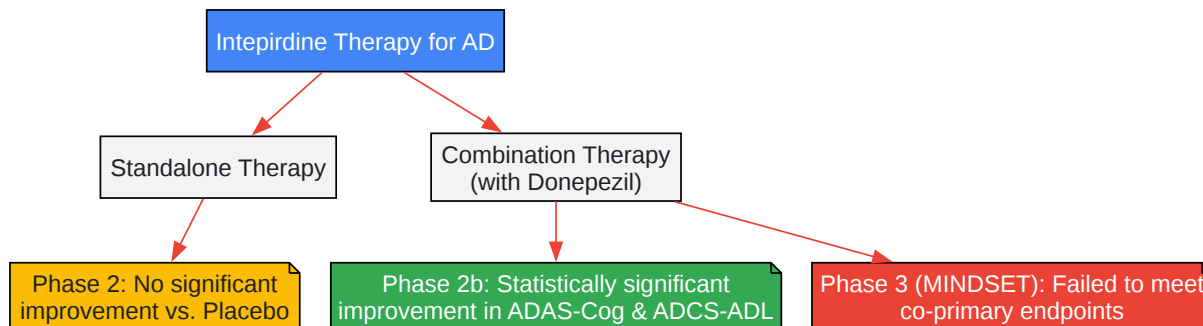 Intepirdine Therapy for AD
Standalone Therapy
Combination Therapy
(with Donepezil)
Phase 2: No significant
improvement vs. Placebo
Phase 2b: Statistically significant
improvement in ADAS-Cog & ADCS-ADL
Phase 3 (MINDSET): Failed to meet
co-primary endpoints